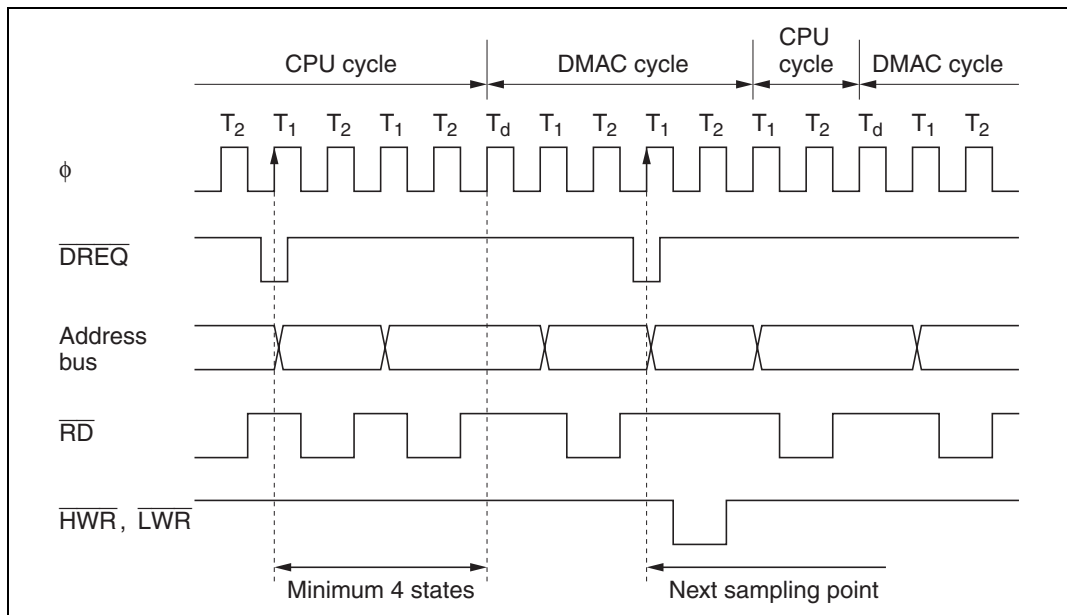 CPU cycle DMAC cycle CPU cycle DMAC cycle
T2 T1 T2 T1 T2 Td T1 T2 T1 T2 T1 T2 Td T1 T2
ϕ
DREQ
Address
bus
RD
HWR, LWR
Minimum 4 states Next sampling point